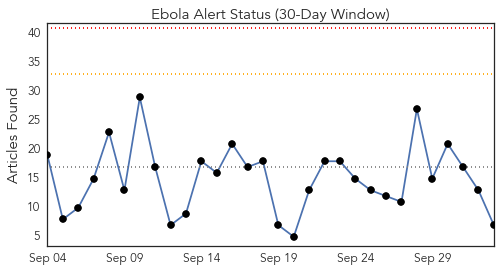 Ebola Alert Status (30-Day Window)
Articles Found
40
35
30
25
20
15
10
5
Sep 04
Sep 09
Sep 14
Sep 19
Sep 24
Sep 29